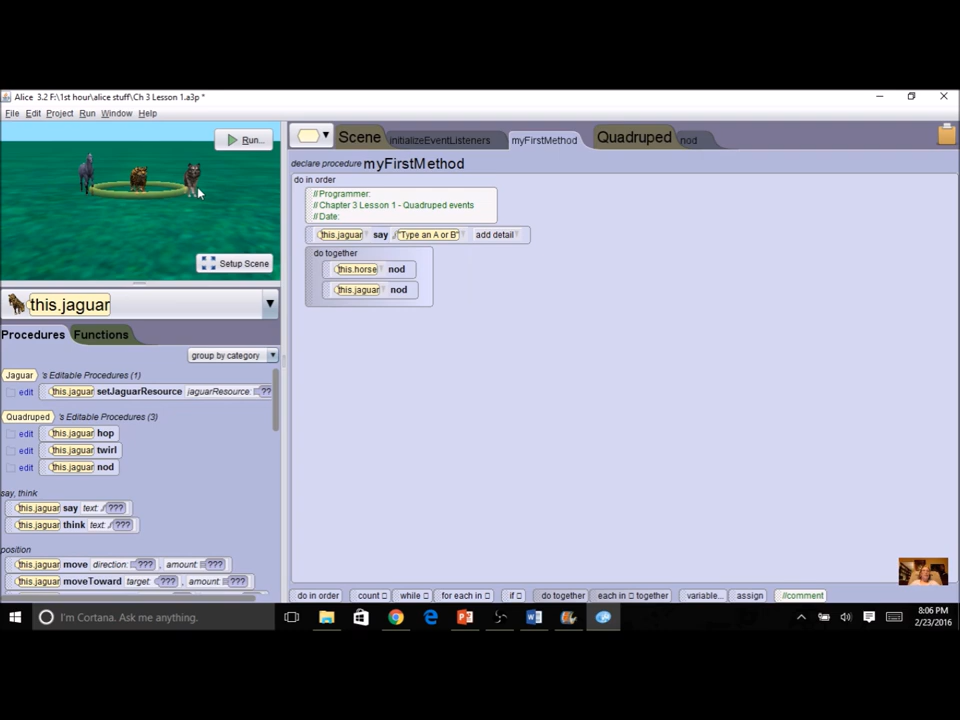 Alice 3.2 F:\1st hour\alice stuff\Ch 3 Lesson 1.a3p *
File Edit Project Run Window Help
Run...
Setup Scene
this.jaguar
Procedures Functions
group by category
Jaguar 's Editable Procedures (1)
edit this.jaguar setJaguarResource jaguarResource: ??
Quadruped 's Editable Procedures (3)
edit this.jaguar hop
edit this.jaguar twirl
edit this.jaguar nod
say, think
this.jaguar say text: ???
this.jaguar think text: ???
position
this.jaguar move direction: ??? , amount: ???
this.jaguar moveToward target: ??? , amount: ???
Scene initializeEventListeners myFirstMethod Quadruped nod
declare procedure myFirstMethod
do in order
//Programmer:
//Chapter 3 Lesson 1 - Quadruped events
//Date:
this.jaguar say "Type an A or B" add detail
do together
this.horse nod
this.jaguar nod
do in order count while for each in if do together each in together variable... assign //comment
I'm Cortana. Ask me anything.
8:06 PM
2/23/2016